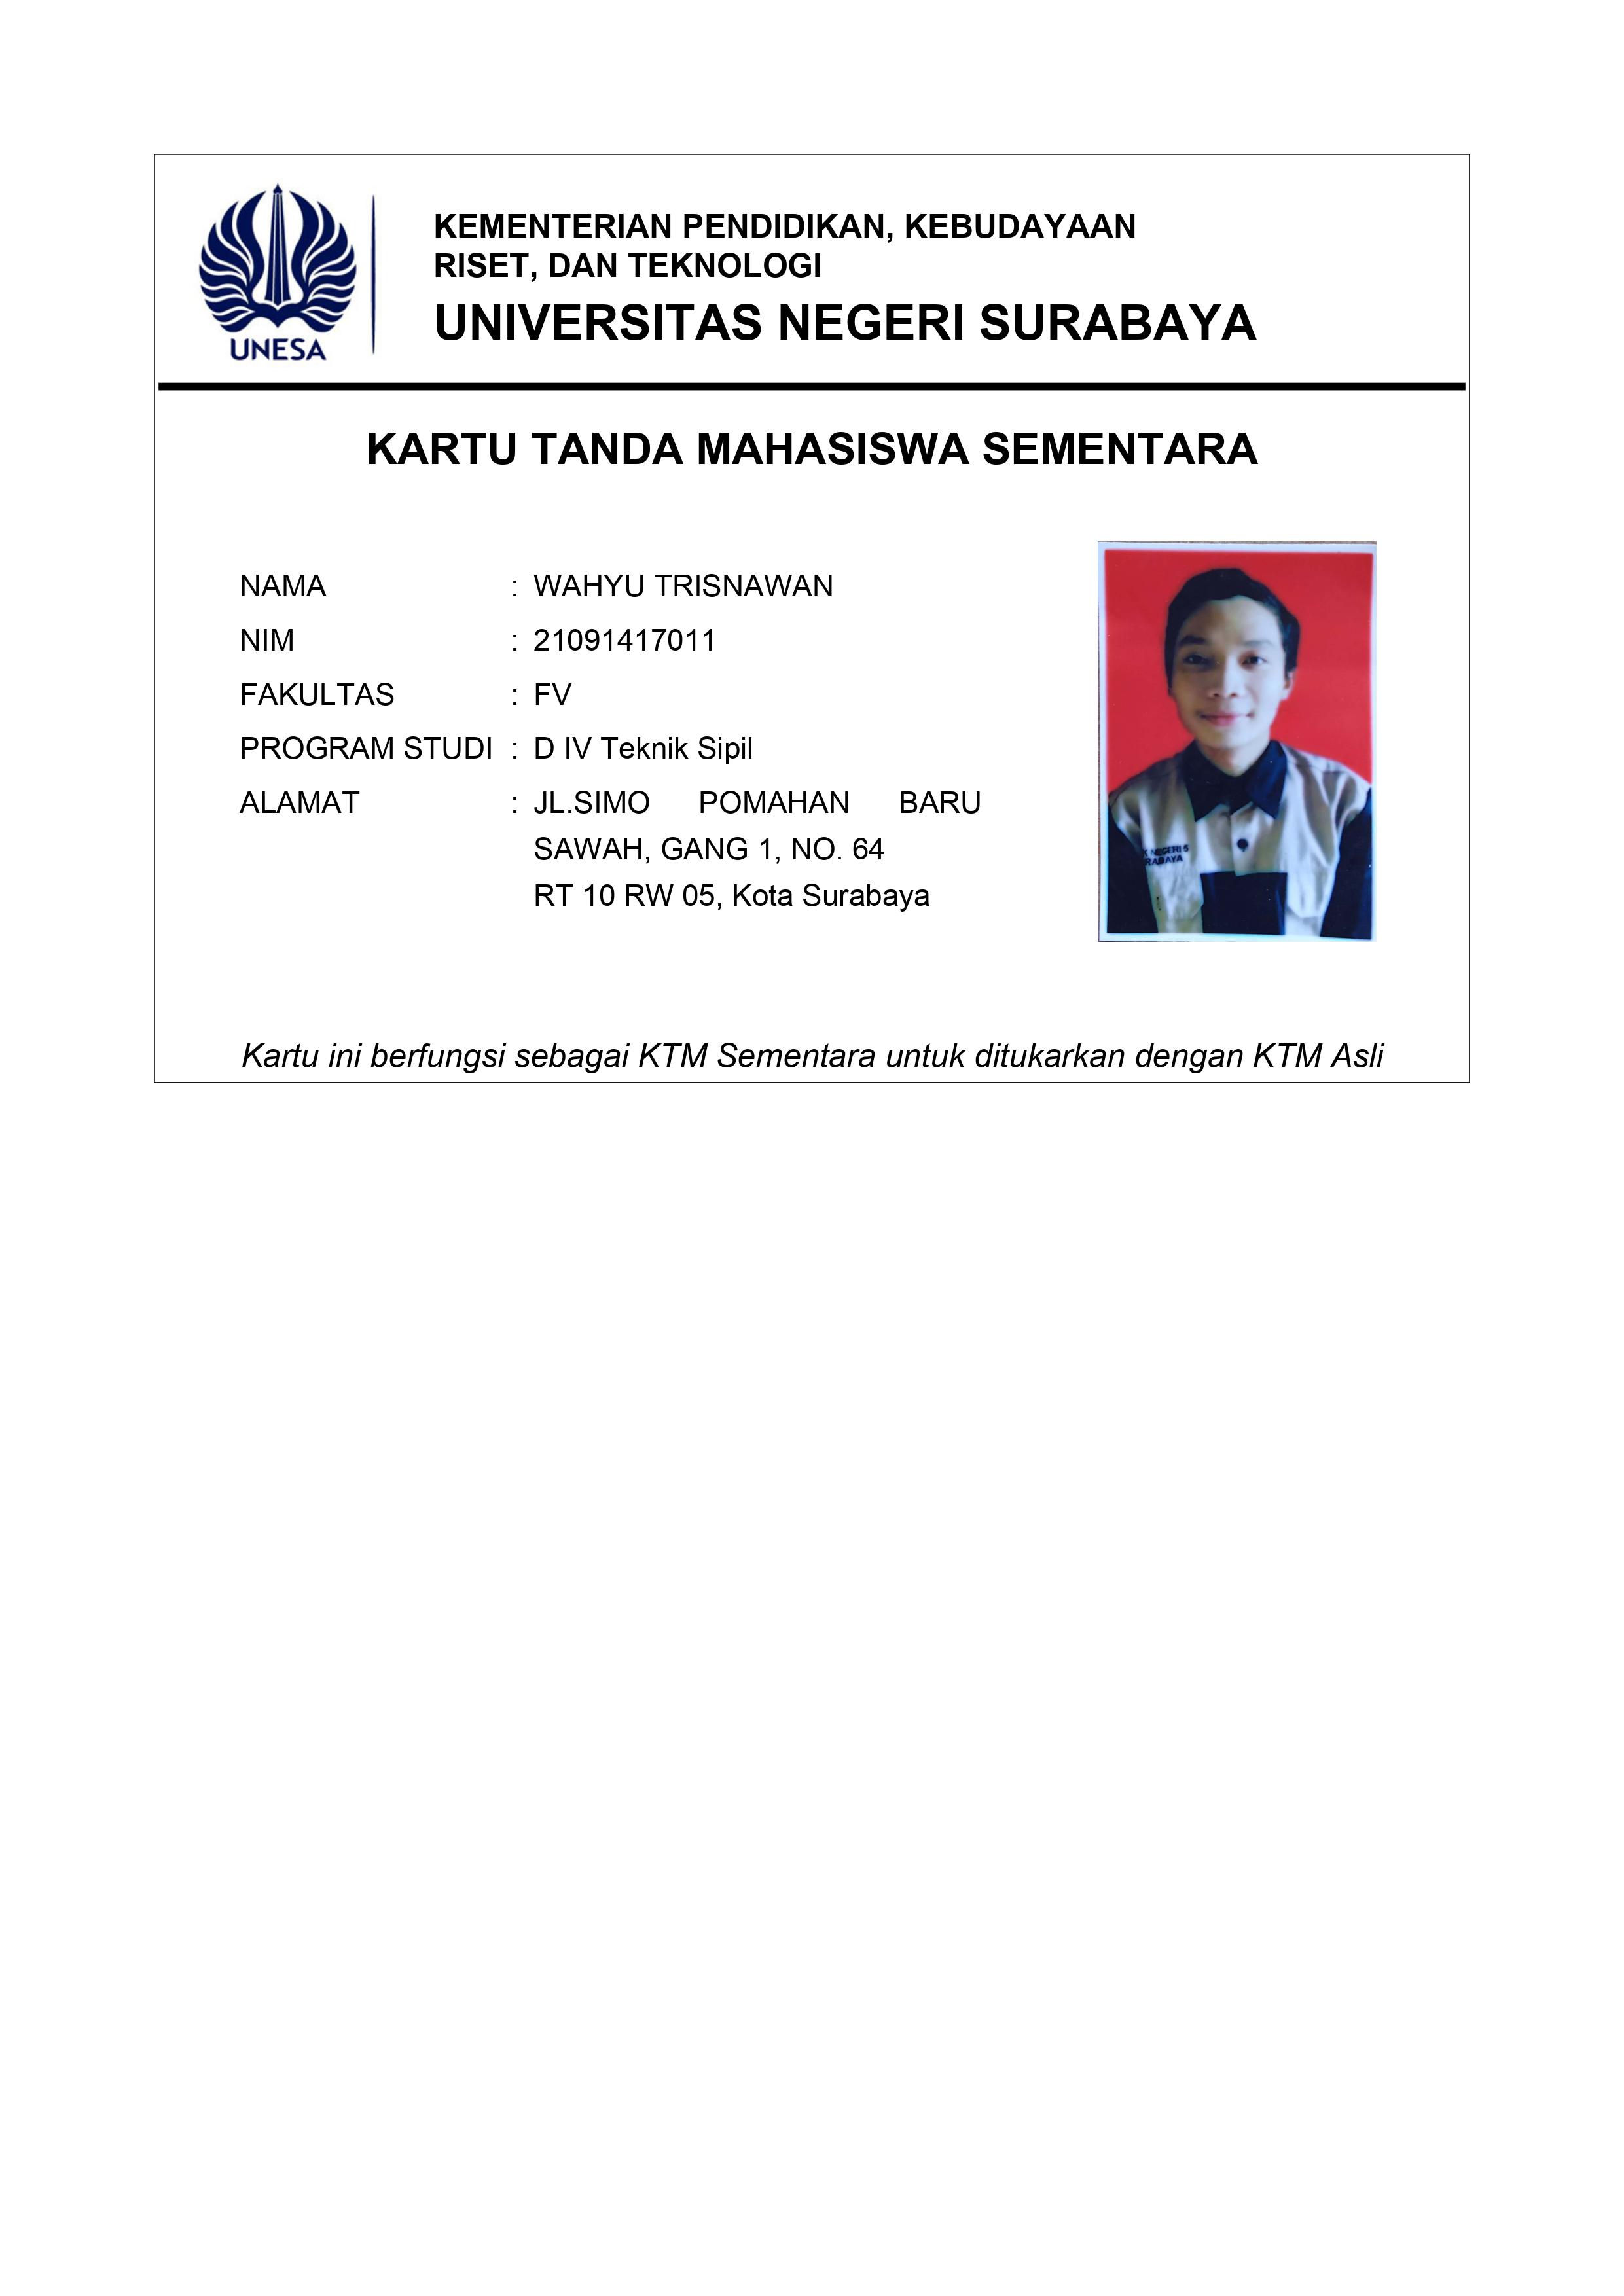 UNESA
KEMENTERIAN PENDIDIKAN, KEBUDAYAAN
RISET, DAN TEKNOLOGI
UNIVERSITAS NEGERI SURABAYA
KARTU TANDA MAHASISWA SEMENTARA
NAMA : WAHYU TRISNAWAN
NIM : 21091417011
FAKULTAS : FV
PROGRAM STUDI : D IV Teknik Sipil
ALAMAT : JL.SIMO POMAHAN BARU
SAWAH, GANG 1, NO. 64
RT 10 RW 05, Kota Surabaya
NEGERI 5
Kartu ini berfungsi sebagai KTM Sementara untuk ditukarkan dengan KTM Asli